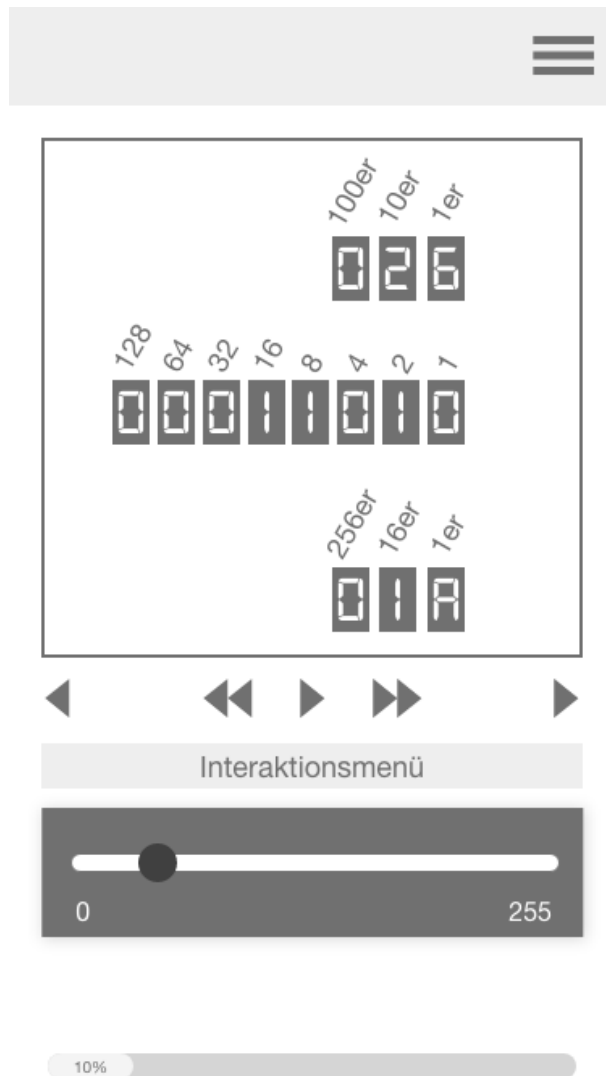 100er 10er 1er
026
128 64 32 16 8 4 2 1
00011010
256er 16er 1er
01A
Interaktionsmenü
0 255
10%